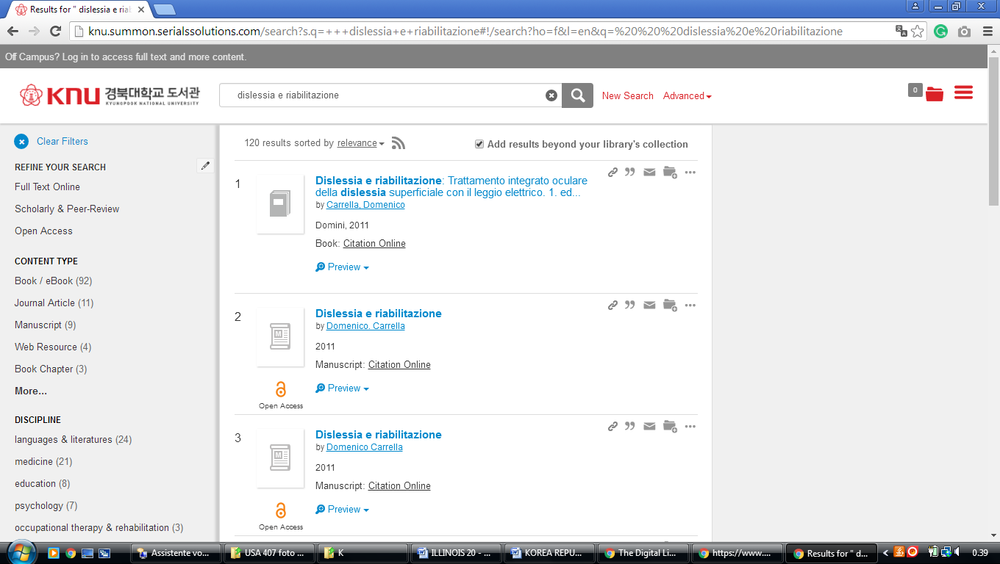 Results for " dislessia e riab
knu.summon.serialssolutions.com/search?s.q=+++dislessia+e+riabilitazione#!/search?ho=f&l=en&q=%20%20%20dislessia%20e%20riabilitazione
Off Campus? Log in to access full text and more content.
KNU 경북대학교 도서관
KYUNGPOOK NATIONAL UNIVERSITY
dislessia e riabilitazione
New Search
Advanced
0
Clear Filters
REFINE YOUR SEARCH
Full Text Online
Scholarly & Peer-Review
Open Access
CONTENT TYPE
Book / eBook (92)
Journal Article (11)
Manuscript (9)
Web Resource (4)
Book Chapter (3)
More...
DISCIPLINE
languages & literatures (24)
medicine (21)
education (8)
psychology (7)
occupational therapy & rehabilitation (3)
120 results sorted by relevance
Add results beyond your library's collection
1
Dislessia e riabilitazione: Trattamento integrato oculare
della dislessia superficiale con il leggio elettrico. 1. ed...
by Carrella, Domenico
Domini, 2011
Book: Citation Online
Preview
2
Dislessia e riabilitazione
by Domenico. Carrella
2011
Manuscript: Citation Online
Preview
Open Access
3
Dislessia e riabilitazione
by Domenico Carrella
2011
Manuscript: Citation Online
Preview
Open Access
Assistente vo...
USA 407 foto ...
K
ILLINOIS 20 - ...
KOREA REPU...
The Digital Li...
https://www....
Results for " d...
0.39